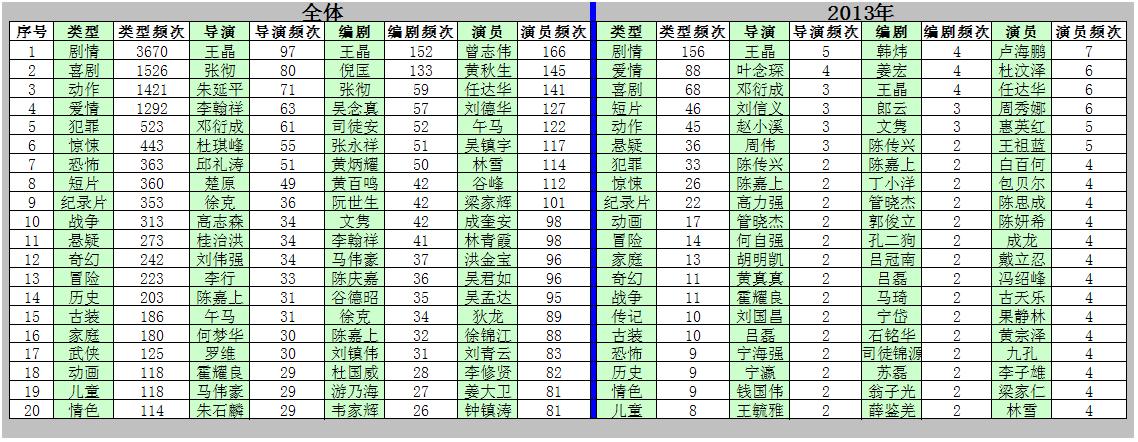 全体 2013年
序号 类型 类型频次 导演 导演频次 编剧 编剧频次 演员 演员频次 类型 类型频次 导演 导演频次 编剧 编剧频次 演员 演员频次
1 剧情 3670 王晶 97 王晶 152 曾志伟 166 剧情 156 王晶 5 韩炜 4 卢海鹏 7
2 喜剧 1526 张彻 80 倪匡 133 黄秋生 145 爱情 88 叶念琛 4 姜宏 4 杜汶泽 6
3 动作 1421 朱延平 71 张彻 59 任达华 141 喜剧 68 邓衍成 3 王晶 4 任达华 6
4 爱情 1292 李翰祥 63 吴念真 57 刘德华 127 短片 46 刘信义 3 郎云 3 周秀娜 6
5 犯罪 523 邓衍成 61 司徒安 52 午马 122 动作 45 赵小溪 3 文隽 3 惠英红 5
6 惊悚 443 杜琪峰 55 张永祥 51 吴镇宇 117 悬疑 36 周伟 3 陈传兴 2 王祖蓝 5
7 恐怖 363 邱礼涛 51 黄炳耀 50 林雪 114 犯罪 33 陈传兴 2 陈嘉上 2 白百何 4
8 短片 360 楚原 49 黄百鸣 42 谷峰 112 惊悚 26 陈嘉上 2 丁小洋 2 包贝尔 4
9 纪录片 353 徐克 36 阮世生 42 梁家辉 101 纪录片 22 高力强 2 管晓杰 2 陈思成 4
10 战争 313 高志森 34 文隽 42 成奎安 98 动画 17 管晓杰 2 郭俊立 2 陈妍希 4
11 悬疑 273 桂治洪 34 李翰祥 41 林青霞 98 冒险 14 何自强 2 孔二狗 2 成龙 4
12 奇幻 242 刘伟强 34 马伟豪 37 洪金宝 96 家庭 13 胡明凯 2 吕冠南 2 戴立忍 4
13 冒险 223 李行 33 陈庆嘉 36 吴君如 96 奇幻 11 黄真真 2 吕磊 2 冯绍峰 4
14 历史 203 陈嘉上 31 谷德昭 35 吴孟达 95 战争 11 霍耀良 2 马琦 2 古天乐 4
15 古装 186 午马 31 徐克 34 狄龙 89 传记 10 刘国昌 2 宁岱 2 果静林 4
16 家庭 180 何梦华 30 陈嘉上 32 徐锦江 88 古装 10 吕磊 2 石铭华 2 黄宗泽 4
17 武侠 125 罗维 30 刘镇伟 31 刘青云 83 恐怖 9 宁海强 2 司徒锦源 2 九孔 4
18 动画 118 霍耀良 29 杜国威 28 李修贤 82 历史 9 宁瀛 2 苏磊 2 李子雄 4
19 儿童 118 马伟豪 29 游乃海 27 姜大卫 81 情色 9 钱国伟 2 翁子光 2 梁家仁 4
20 情色 114 朱石麟 29 韦家辉 26 钟镇涛 81 儿童 8 王毓雅 2 薛鉴羌 2 林雪 4